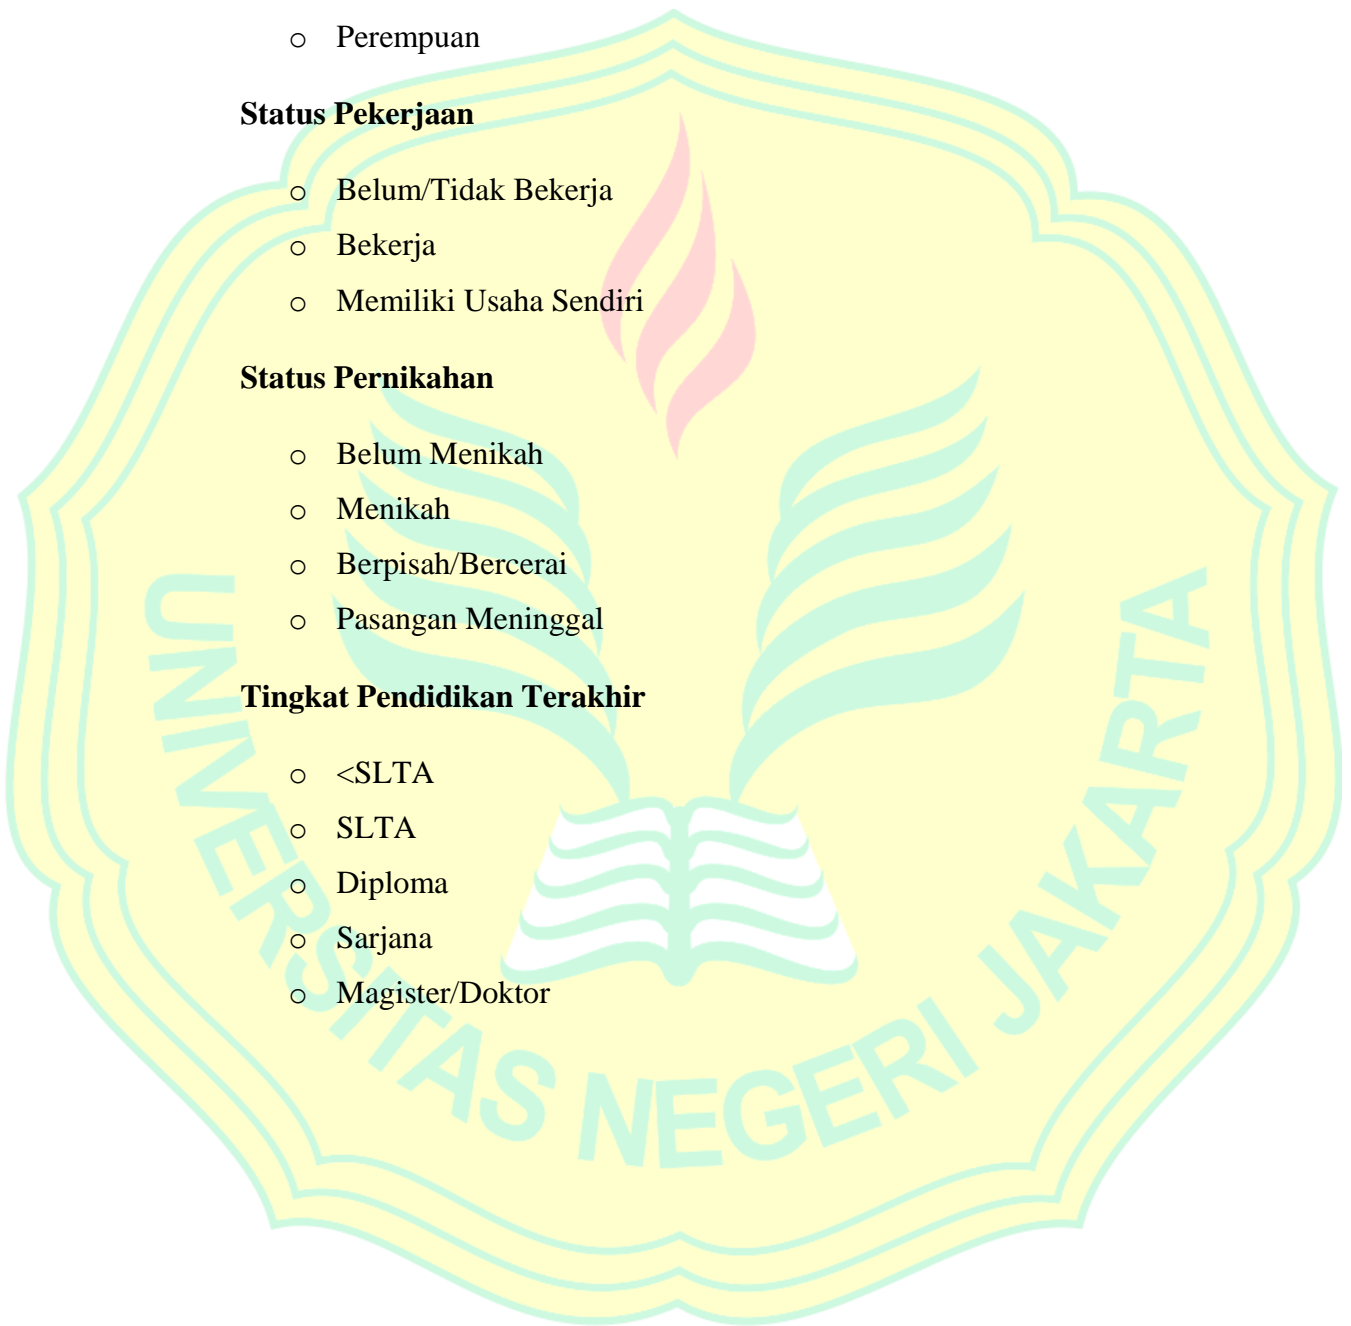 o Perempuan
Status Pekerjaan
o Belum/Tidak Bekerja
o Bekerja
o Memiliki Usaha Sendiri
Status Pernikahan
o Belum Menikah
o Menikah
o Berpisah/Bercerai
o Pasangan Meninggal
Tingkat Pendidikan Terakhir
o <SLTA
o SLTA
o Diploma
o Sarjana
o Magister/Doktor
UNIVERSITAS NEGERI JAKARTA